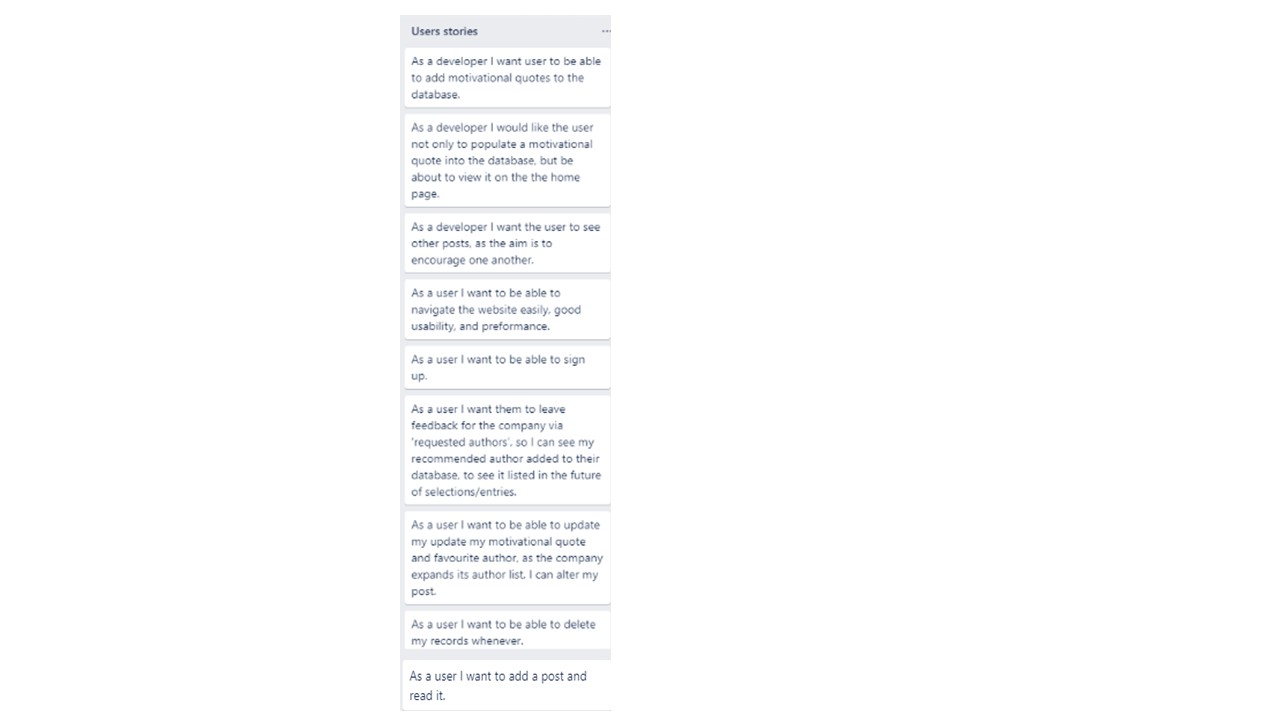 Users stories
As a developer I want user to be able
to add motivational quotes to the
database.
As a developer I would like the user
not only to populate a motivational
quote into the database, but be
about to view it on the the home
page.
As a developer I want the user to see
other posts, as the aim is to
encourage one another.
As a user I want to be able to
navigate the website easily, good
usability, and preformance.
As a user I want to be able to sign
up.
As a user I want them to leave
feedback for the company via
'requested authors', so I can see my
recommended author added to their
database, to see it listed in the future
of selections/entries.
As a user I want to be able to update
my update my motivational quote
and favourite author, as the company
expands its author list, I can alter my
post.
As a user I want to be able to delete
my records whenever.
As a user I want to add a post and
read it.